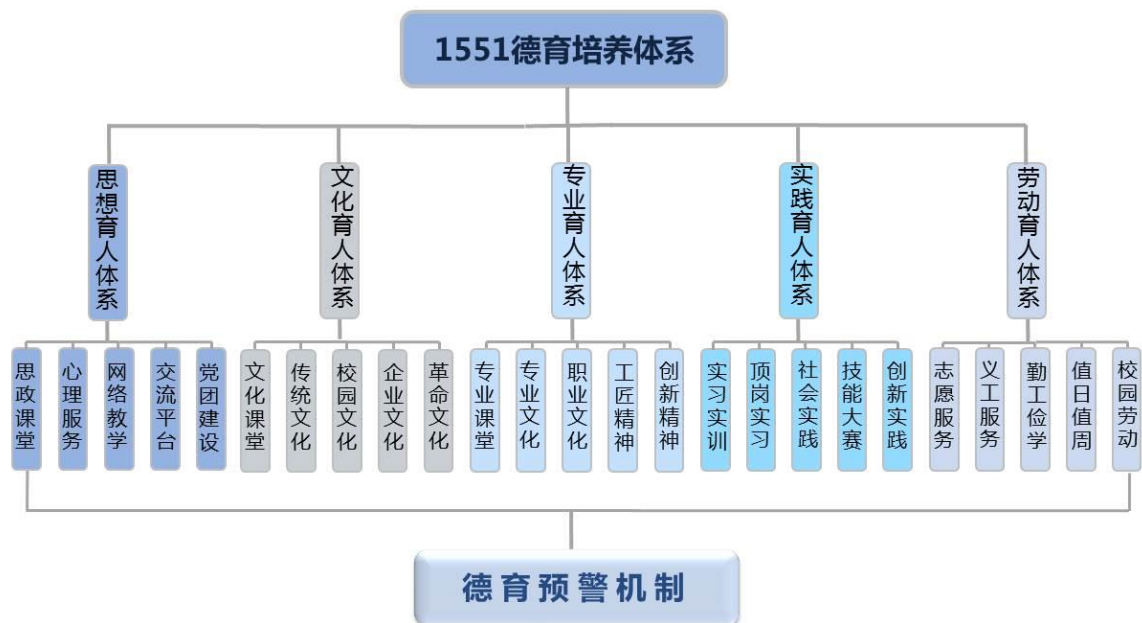 1551德育培养体系
思想育人体系
文化育人体系
专业育人体系
实践育人体系
劳动育人体系
思政课堂
心理服务
网络教学
交流平台
党团建设
文化课堂
传统文化
校园文化
企业文化
革命文化
专业课堂
专业文化
职业文化
工匠精神
创新精神
实习实训
顶岗实习
社会实践
技能大赛
创新实践
志愿服务
义工服务
勤工俭学
值日值周
校园劳动
德育预警机制